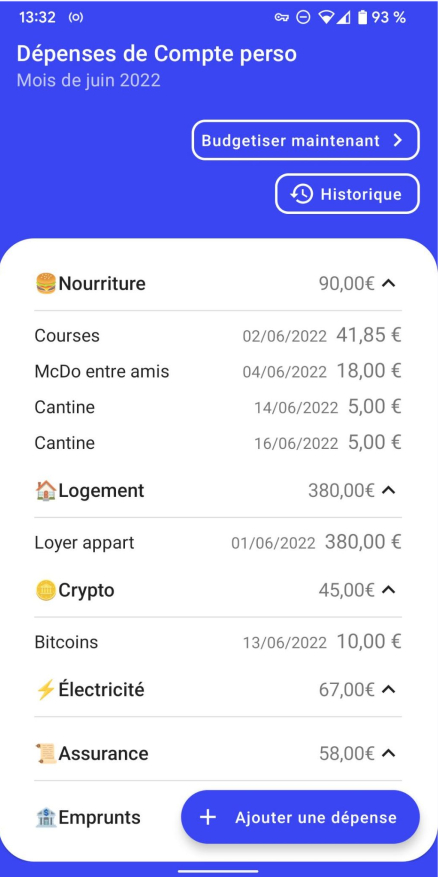 13:32 93 %
Dépenses de Compte perso
Mois de juin 2022
Budgetiser maintenant
Historique
Nourriture 90,00€
Courses 02/06/2022 41,85 €
McDo entre amis 04/06/2022 18,00 €
Cantine 14/06/2022 5,00 €
Cantine 16/06/2022 5,00 €
Logement 380,00€
Loyer appart 01/06/2022 380,00 €
Crypto 45,00€
Bitcoins 13/06/2022 10,00 €
Électricité 67,00€
Assurance 58,00€
Emprunts + Ajouter une dépense